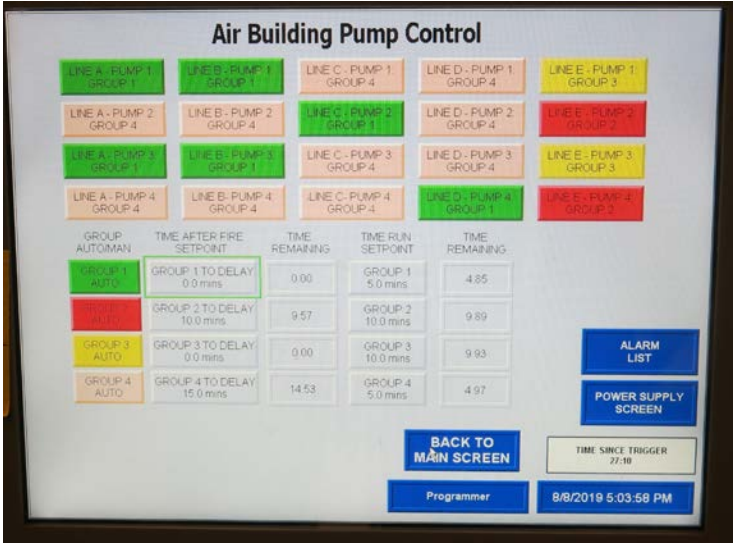 Air Building Pump Control
LINE A - PUMP 1 LINE B - PUMP 1 LINE C - PUMP 1 LINE D - PUMP 1 LINE E - PUMP 1
GROUP 1 GROUP 1 GROUP 4 GROUP 4 GROUP 3
LINE A - PUMP 2 LINE B - PUMP 2 LINE C - PUMP 2 LINE D - PUMP 2 LINE E - PUMP 2
GROUP 4 GROUP 4 GROUP 1 GROUP 4 GROUP 2
LINE A - PUMP 3 LINE B - PUMP 3 LINE C - PUMP 3 LINE D - PUMP 3 LINE E - PUMP 3
GROUP 1 GROUP 1 GROUP 4 GROUP 4 GROUP 3
LINE A - PUMP 4 LINE B- PUMP 4 LINE C- PUMP 4 LINE D - PUMP 4 LINE E - PUMP 4
GROUP 4 GROUP 4 GROUP 4 GROUP 1 GROUP 2
GROUP TIME AFTER FIRE TIME TIME RUN TIME
AUTO/MAN SETPOINT REMAINING SETPOINT REMAINING
GROUP 1 GROUP 1 TO DELAY 0.00 GROUP 1 4.85
AUTO 0.0 mins 5.0 mins
GROUP 2 GROUP 2 TO DELAY 9.57 GROUP 2 9.89
AUTO 10.0 mins 10.0 mins
GROUP 3 GROUP 3 TO DELAY 0.00 GROUP 3 9.93
AUTO 0.0 mins 10.0 mins
GROUP 4 GROUP 4 TO DELAY 14.53 GROUP 4 4.97
AUTO 15.0 mins 5.0 mins
ALARM
LIST
POWER SUPPLY
SCREEN
BACK TO
MAIN SCREEN
TIME SINCE TRIGGER
27:10
Programmer
8/8/2019 5:03:58 PM